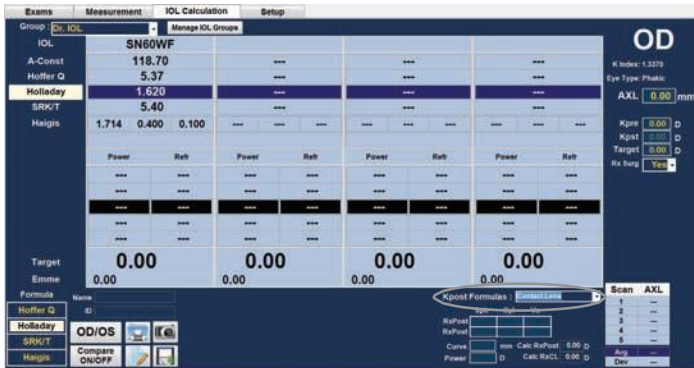 Exams Measurement IOL Calculation Setup
Group : Dr. IOL Manage IOL Groups
OD
IOL SN60WF
A-Const 118.70 --- --- ---
K Index: 1.3375
Hoffer Q 5.37 --- --- ---
Eye Type: Phakic
Holladay 1.620 --- --- ---
AXL 0.00 mm
SRK/T 5.40 --- --- ---
Haigis 1.714 0.400 0.100 --- --- --- --- --- --- --- --- ---
Kpre 0.00 D
Kpst 0.00 D
Target 0.00 D
Rx Surg Yes
Power Refr Power Refr Power Refr Power Refr
--- --- --- --- --- --- --- ---
--- --- --- --- --- --- --- ---
--- --- --- --- --- --- --- ---
--- --- --- --- --- --- --- ---
--- --- --- --- --- --- --- ---
Target 0.00 0.00 0.00 0.00
Emme 0.00 0.00 0.00 0.00
Formula Name
Hoffer Q ID
Holladay OD/OS
SRK/T
Haigis Compare ON/OFF
Kpost Formulas : Contact Lens
RxPost
RxPost
Curve mm Calc RxPost 0.00 D
Power D Calc RxCL 0.00 D
Scan AXL
1 ---
2 ---
3 ---
4 ---
5 ---
Avg ---
Dev ---